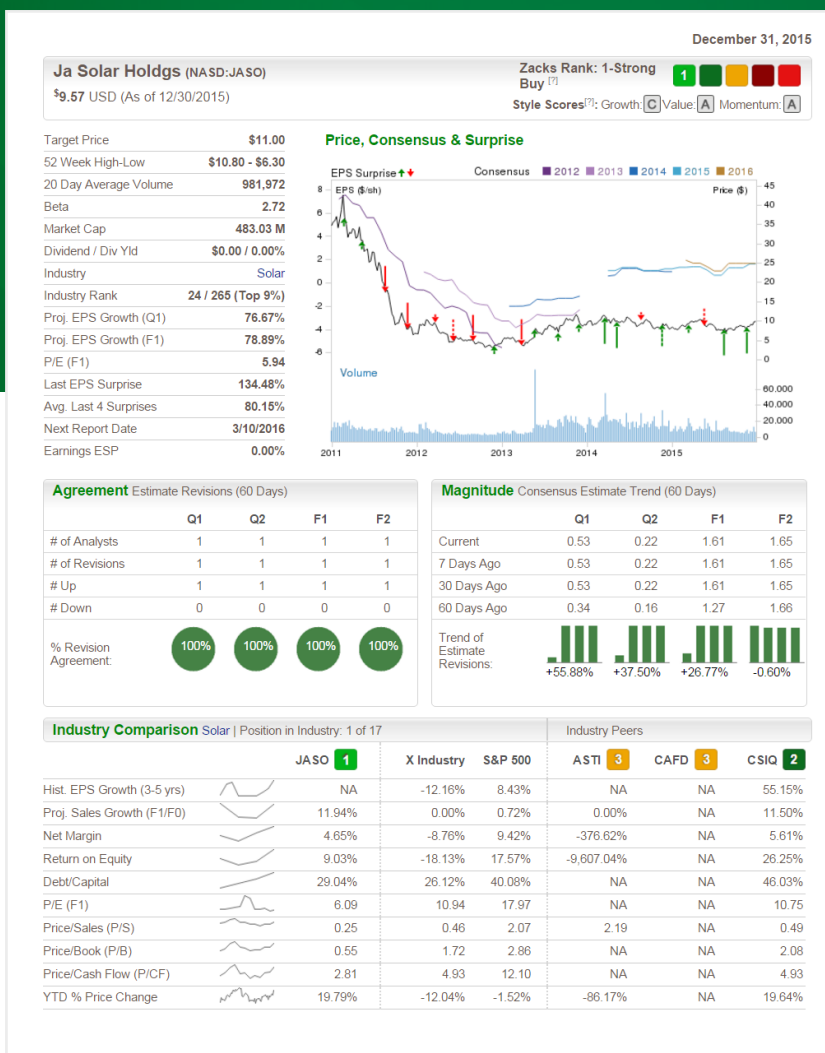 December 31, 2015
Ja Solar Holdgs (NASD:JASO)
$9.57 USD (As of 12/30/2015)
Zacks Rank: 1-Strong
Buy [?]
1
Style Scores[?]: Growth: C Value: A Momentum: A
Target Price $11.00
52 Week High-Low $10.80 - $6.30
20 Day Average Volume 981,972
Beta 2.72
Market Cap 483.03 M
Dividend / Div Yld $0.00 / 0.00%
Industry Solar
Industry Rank 24 / 265 (Top 9%)
Proj. EPS Growth (Q1) 76.67%
Proj. EPS Growth (F1) 78.89%
P/E (F1) 5.94
Last EPS Surprise 134.48%
Avg. Last 4 Surprises 80.15%
Next Report Date 3/10/2016
Earnings ESP 0.00%
Price, Consensus & Surprise
EPS Surprise Consensus 2012 2013 2014 2015 2016
EPS ($/sh) Price ($)
8
6
4
2
0
-2
-4
-6
45
40
35
30
25
20
15
10
5
0
Volume
60.000
40.000
20.000
0
2011 2012 2013 2014 2015
Agreement Estimate Revisions (60 Days)
Q1 Q2 F1 F2
# of Analysts 1 1 1 1
# of Revisions 1 1 1 1
# Up 1 1 1 1
# Down 0 0 0 0
% Revision
Agreement:
100% 100% 100% 100%
Magnitude Consensus Estimate Trend (60 Days)
Q1 Q2 F1 F2
Current 0.53 0.22 1.61 1.65
7 Days Ago 0.53 0.22 1.61 1.65
30 Days Ago 0.53 0.22 1.61 1.65
60 Days Ago 0.34 0.16 1.27 1.66
Trend of
Estimate
Revisions:
+55.88% +37.50% +26.77% -0.60%
Industry Comparison Solar | Position in Industry: 1 of 17 Industry Peers
JASO 1 X Industry S&P 500 ASTI 3 CAFD 3 CSIQ 2
Hist. EPS Growth (3-5 yrs) NA -12.16% 8.43% NA NA 55.15%
Proj. Sales Growth (F1/F0) 11.94% 0.00% 0.72% 0.00% NA 11.50%
Net Margin 4.65% -8.76% 9.42% -376.62% NA 5.61%
Return on Equity 9.03% -18.13% 17.57% -9,607.04% NA 26.25%
Debt/Capital 29.04% 26.12% 40.08% NA NA 46.03%
P/E (F1) 6.09 10.94 17.97 NA NA 10.75
Price/Sales (P/S) 0.25 0.46 2.07 2.19 NA 0.49
Price/Book (P/B) 0.55 1.72 2.86 NA NA 2.08
Price/Cash Flow (P/CF) 2.81 4.93 12.10 NA NA 4.93
YTD % Price Change 19.79% -12.04% -1.52% -86.17% NA 19.64%